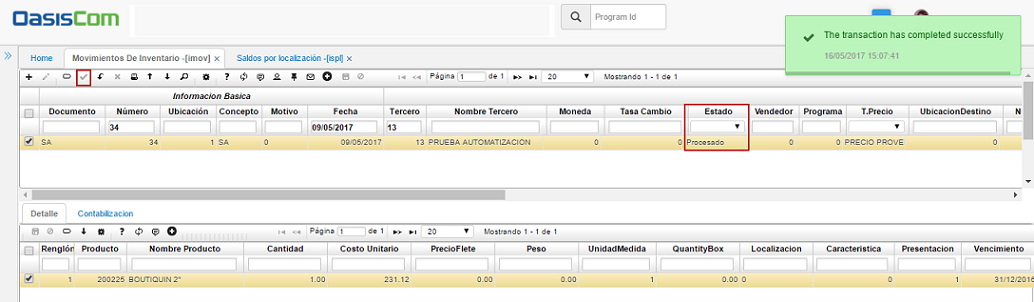 OasisCom
Program Id
The transaction has completed successfully
16/05/2017 15:07:41
Home
Movimientos De Inventario -[imov] x
Saldos por localización -[ispl] x
Página 1 de 1 20 Mostrando 1 - 1 de 1
Informacion Basica
Documento Número Ubicación Concepto Motivo Fecha Tercero Nombre Tercero Moneda Tasa Cambio Estado Vendedor Programa T.Precio UbicacionDestino N
34 09/05/2017 13
SA 34 1 SA 0 09/05/2017 13 PRUEBA AUTOMATIZACION 0 0 Procesado 0 0 PRECIO PROVE 0
Detalle Contabilizacion
Página 1 de 1 20 Mostrando 1 - 1 de 1
Renglón Producto Nombre Producto Cantidad Costo Unitario PrecioFlete Peso UnidadMedida QuantityBox Localizacion Caracteristica Presentacion Vencimiento
1 200225 BOUTIQUIN 2" 1.00 231.12 0.00 0.00 1 0.00 0 0 1 31/12/2016